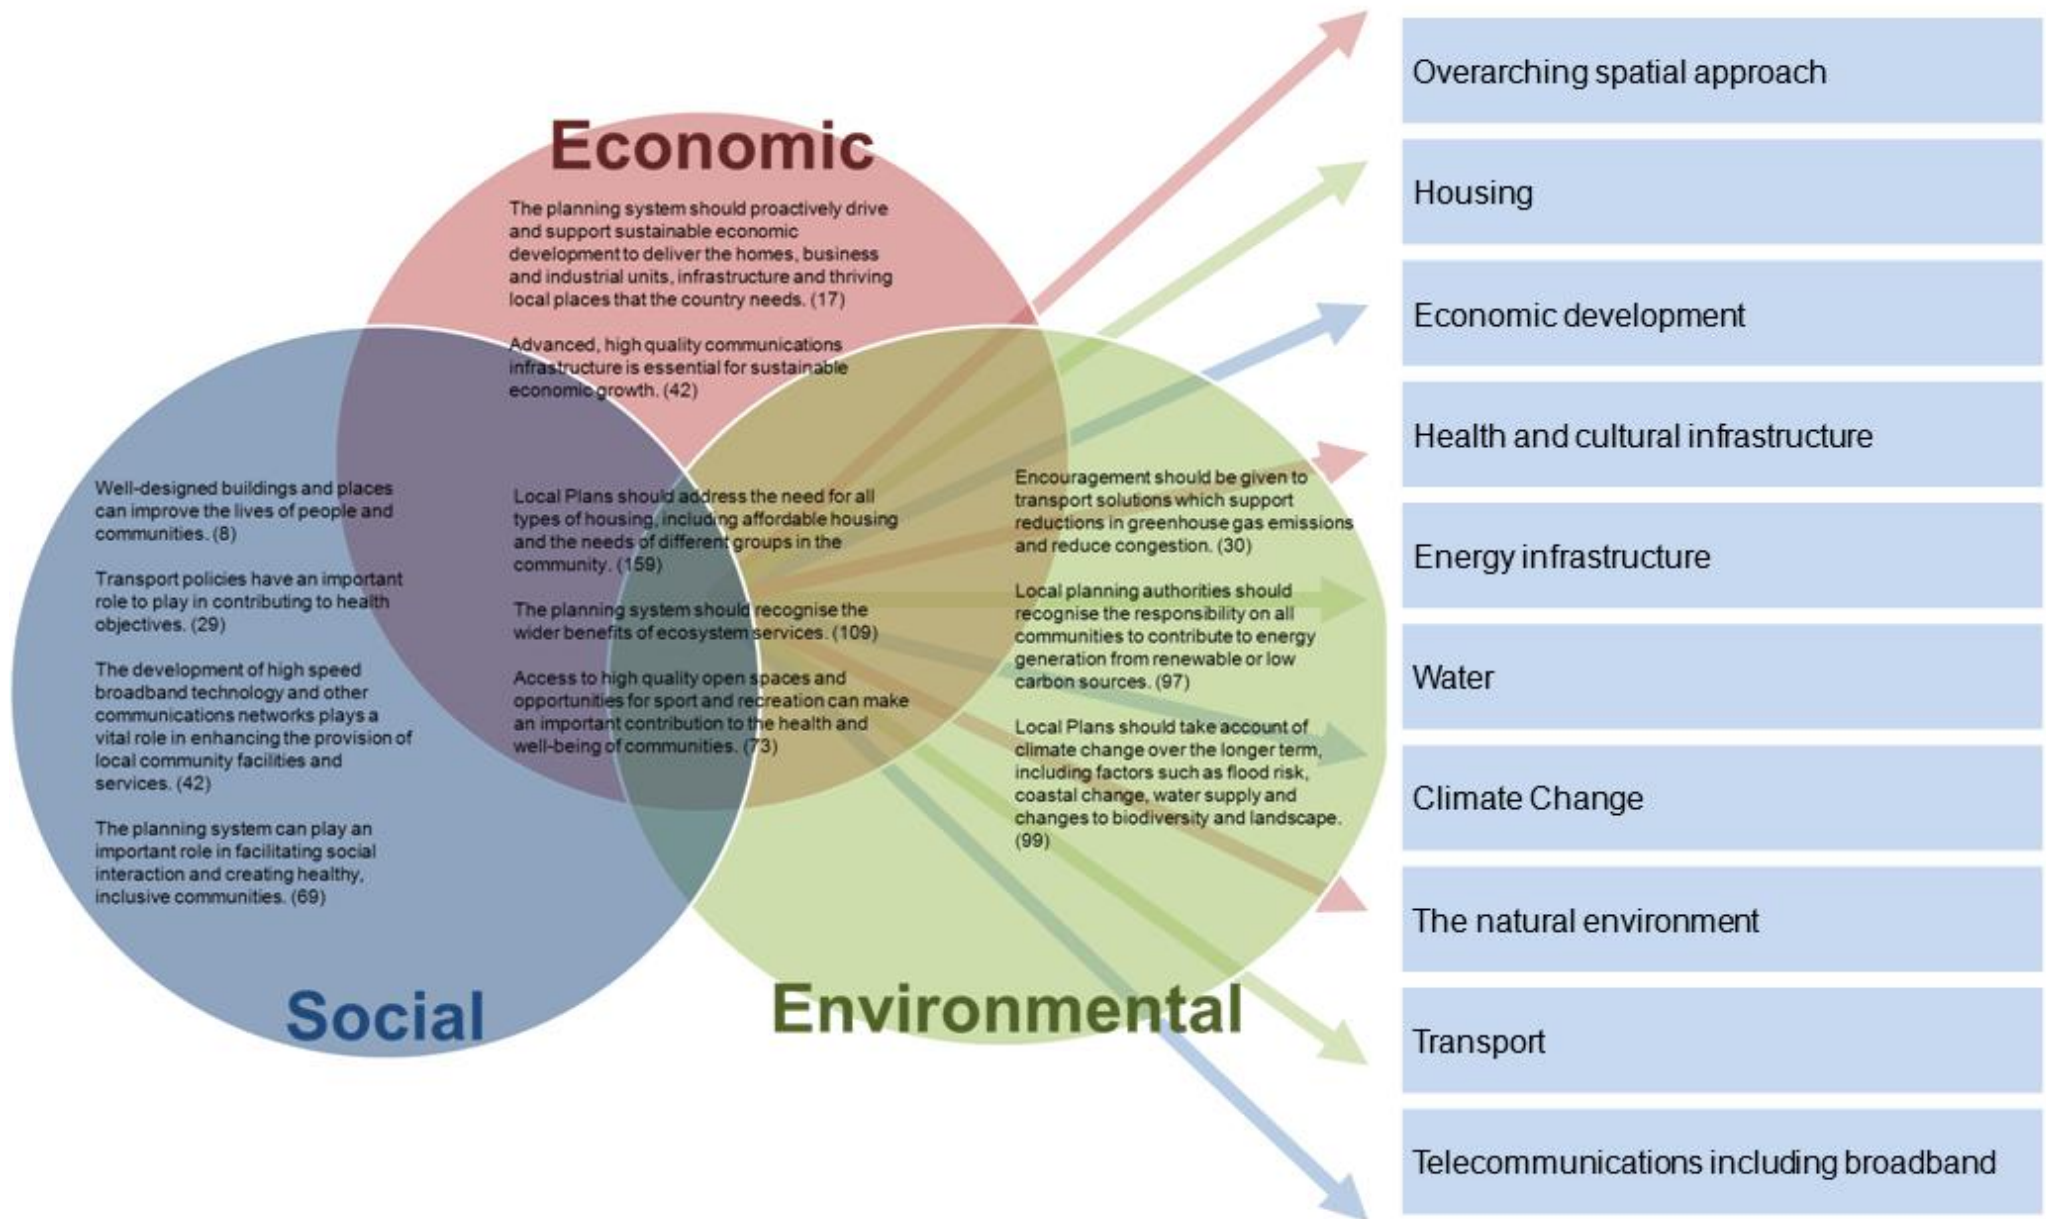 Economic
The planning system should proactively drive
and support sustainable economic
development to deliver the homes, business
and industrial units, infrastructure and thriving
local places that the country needs. (17)
Advanced, high quality communications
infrastructure is essential for sustainable
economic growth. (42)
Well-designed buildings and places
can improve the lives of people and
communities. (8)
Transport policies have an important
role to play in contributing to health
objectives. (29)
The development of high speed
broadband technology and other
communications networks plays a
vital role in enhancing the provision of
local community facilities and
services. (42)
The planning system can play an
important role in facilitating social
interaction and creating healthy,
inclusive communities. (69)
Social
Local Plans should address the need for all
types of housing, including affordable housing
and the needs of different groups in the
community. (159)
The planning system should recognise the
wider benefits of ecosystem services. (109)
Access to high quality open spaces and
opportunities for sport and recreation can make
an important contribution to the health and
well-being of communities. (73)
Encouragement should be given to
transport solutions which support
reductions in greenhouse gas emissions
and reduce congestion. (30)
Local planning authorities should
recognise the responsibility on all
communities to contribute to energy
generation from renewable or low
carbon sources. (97)
Local Plans should take account of
climate change over the longer term,
including factors such as flood risk,
coastal change, water supply and
changes to biodiversity and landscape.
(99)
Environmental
Overarching spatial approach
Housing
Economic development
Health and cultural infrastructure
Energy infrastructure
Water
Climate Change
The natural environment
Transport
Telecommunications including broadband